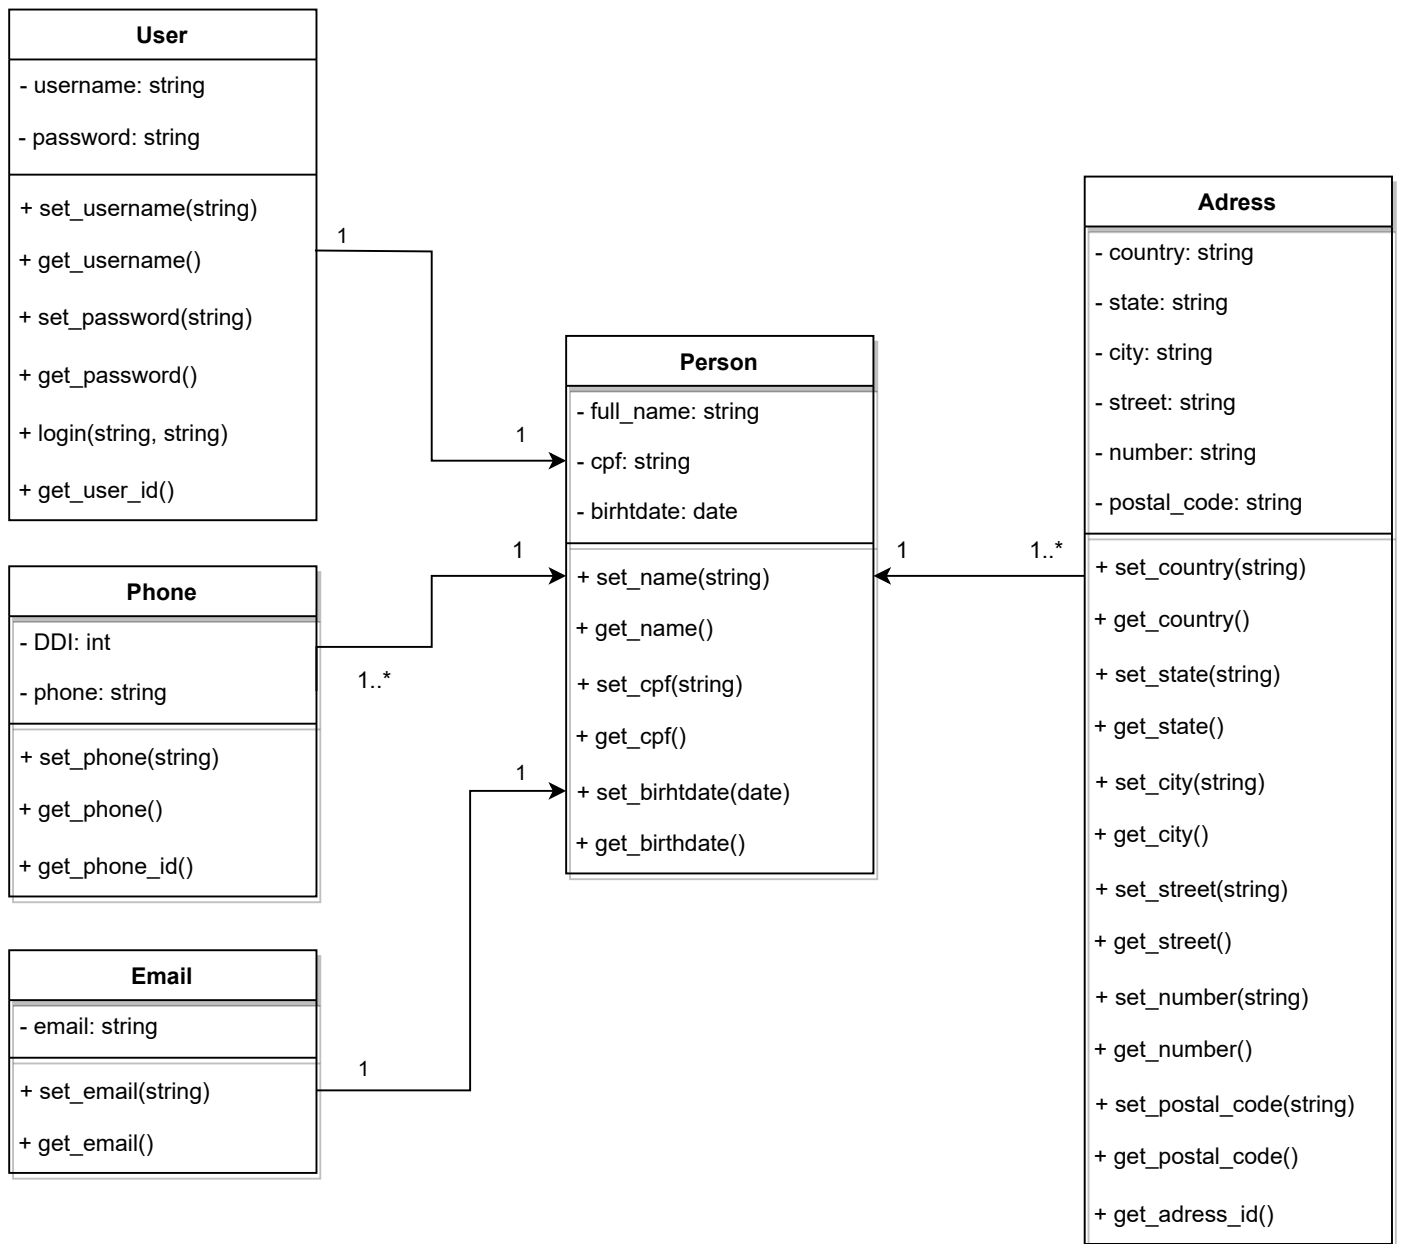 User
- username: string
- password: string
+ set_username(string)
+ get_username()
+ set_password(string)
+ get_password()
+ login(string, string)
+ get_user_id()
1
1
Phone
- DDI: int
- phone: string
+ set_phone(string)
+ get_phone()
+ get_phone_id()
1..*
1
Email
- email: string
+ set_email(string)
+ get_email()
1
1
Person
- full_name: string
- cpf: string
- birhtdate: date
+ set_name(string)
+ get_name()
+ set_cpf(string)
+ get_cpf()
+ set_birhtdate(date)
+ get_birthdate()
1
1..*
Adress
- country: string
- state: string
- city: string
- street: string
- number: string
- postal_code: string
+ set_country(string)
+ get_country()
+ set_state(string)
+ get_state()
+ set_city(string)
+ get_city()
+ set_street(string)
+ get_street()
+ set_number(string)
+ get_number()
+ set_postal_code(string)
+ get_postal_code()
+ get_adress_id()